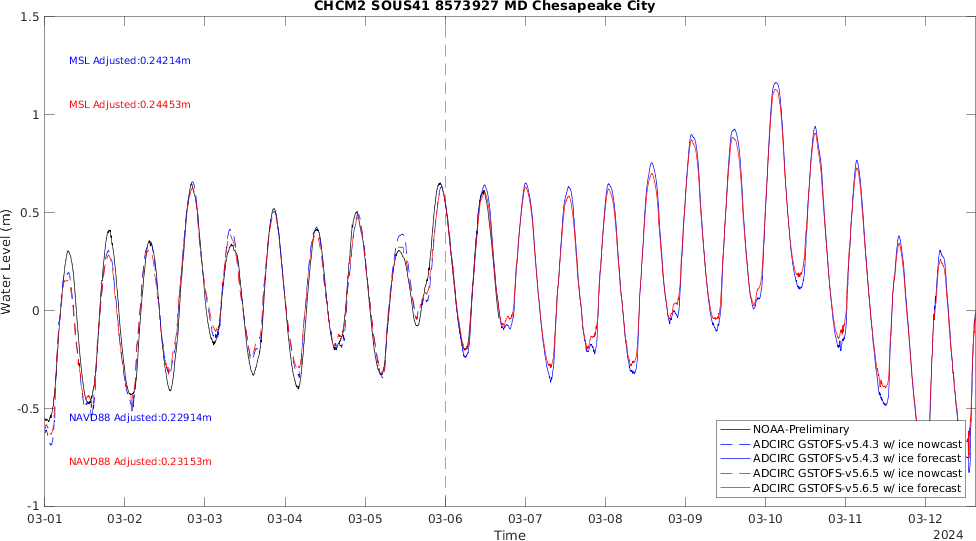 CHCM2 SOUS41 8573927 MD Chesapeake City
1.5
1
0.5
0
-0.5
-1
Water Level (m)
MSL Adjusted:0.24214m
MSL Adjusted:0.24453m
NAVD88 Adjusted:0.22914m
NAVD88 Adjusted:0.23153m
NOAA-Preliminary
ADCIRC GSTOFS-v5.4.3 w/ ice nowcast
ADCIRC GSTOFS-v5.4.3 w/ ice forecast
ADCIRC GSTOFS-v5.6.5 w/ ice nowcast
ADCIRC GSTOFS-v5.6.5 w/ ice forecast
03-01 03-02 03-03 03-04 03-05 03-06 03-07 03-08 03-09 03-10 03-11 03-12
Time
2024